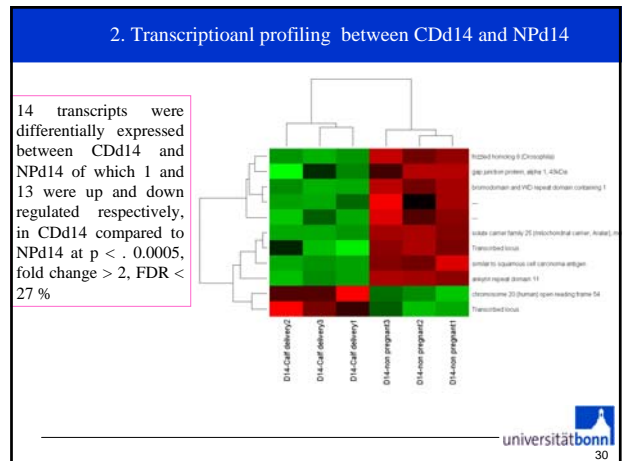 2. Transcriptioanl profiling between CDd14 and NPd14
14 transcripts were
differentially expressed
between CDd14 and
NPd14 of which 1 and
13 were up and down
regulated respectively,
in CDd14 compared to
NPd14 at p < . 0.0005,
fold change > 2, FDR <
27 %
frizzled homolog 8 (Drosophila)
gap junction protein, alpha 1, 43kDa
bromodomain and WD repeat domain containing 1
---
---
solute carrier family 25 (mitochondrial carrier, Aralar), m
Transcribed locus
similar to squamous cell carcinoma antigen
ankyrin repeat domain 11
chromosome 20 (human) open reading frame 54
Transcribed locus
D14-Calf delivery2
D14-Calf delivery3
D14-Calf delivery1
D14-non pregnant3
D14-non pregnant2
D14-non pregnant1
universitätbonn
30